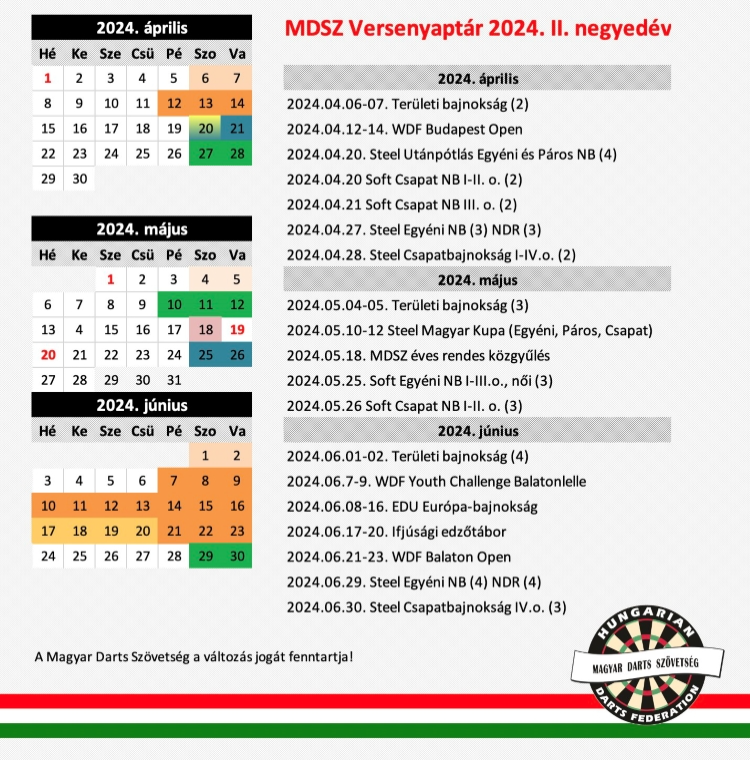 MDSZ Versenyaptár 2024. II. negyedév
2024. április
Hé Ke Sze Csü Pé Szo Va
1 2 3 4 5 6 7
8 9 10 11 12 13 14
15 16 17 18 19 20 21
22 23 24 25 26 27 28
29 30
2024. május
Hé Ke Sze Csü Pé Szo Va
1 2 3 4 5
6 7 8 9 10 11 12
13 14 15 16 17 18 19
20 21 22 23 24 25 26
27 28 29 30 31
2024. június
Hé Ke Sze Csü Pé Szo Va
1 2
3 4 5 6 7 8 9
10 11 12 13 14 15 16
17 18 19 20 21 22 23
24 25 26 27 28 29 30
2024. április
2024.04.06-07. Területi bajnokság (2)
2024.04.12-14. WDF Budapest Open
2024.04.20. Steel Utánpótlás Egyéni és Páros NB (4)
2024.04.20 Soft Csapat NB I-II. o. (2)
2024.04.21 Soft Csapat NB III. o. (2)
2024.04.27. Steel Egyéni NB (3) NDR (3)
2024.04.28. Steel Csapatbajnokság I-IV.o. (2)
2024. május
2024.05.04-05. Területi bajnokság (3)
2024.05.10-12 Steel Magyar Kupa (Egyéni, Páros, Csapat)
2024.05.18. MDSZ éves rendes közgyűlés
2024.05.25. Soft Egyéni NB I-III.o., női (3)
2024.05.26 Soft Csapat NB I-II. o. (3)
2024. június
2024.06.01-02. Területi bajnokság (4)
2024.06.7-9. WDF Youth Challenge Balatonlelle
2024.06.08-16. EDU Európa-bajnokság
2024.06.17-20. Ifjúsági edzőtábor
2024.06.21-23. WDF Balaton Open
2024.06.29. Steel Egyéni NB (4) NDR (4)
2024.06.30. Steel Csapatbajnokság IV.o. (3)
A Magyar Darts Szövetség a változás jogát fenntartja!
HUNGARIAN
MAGYAR DARTS SZÖVETSÉG
DARTS FEDERATION